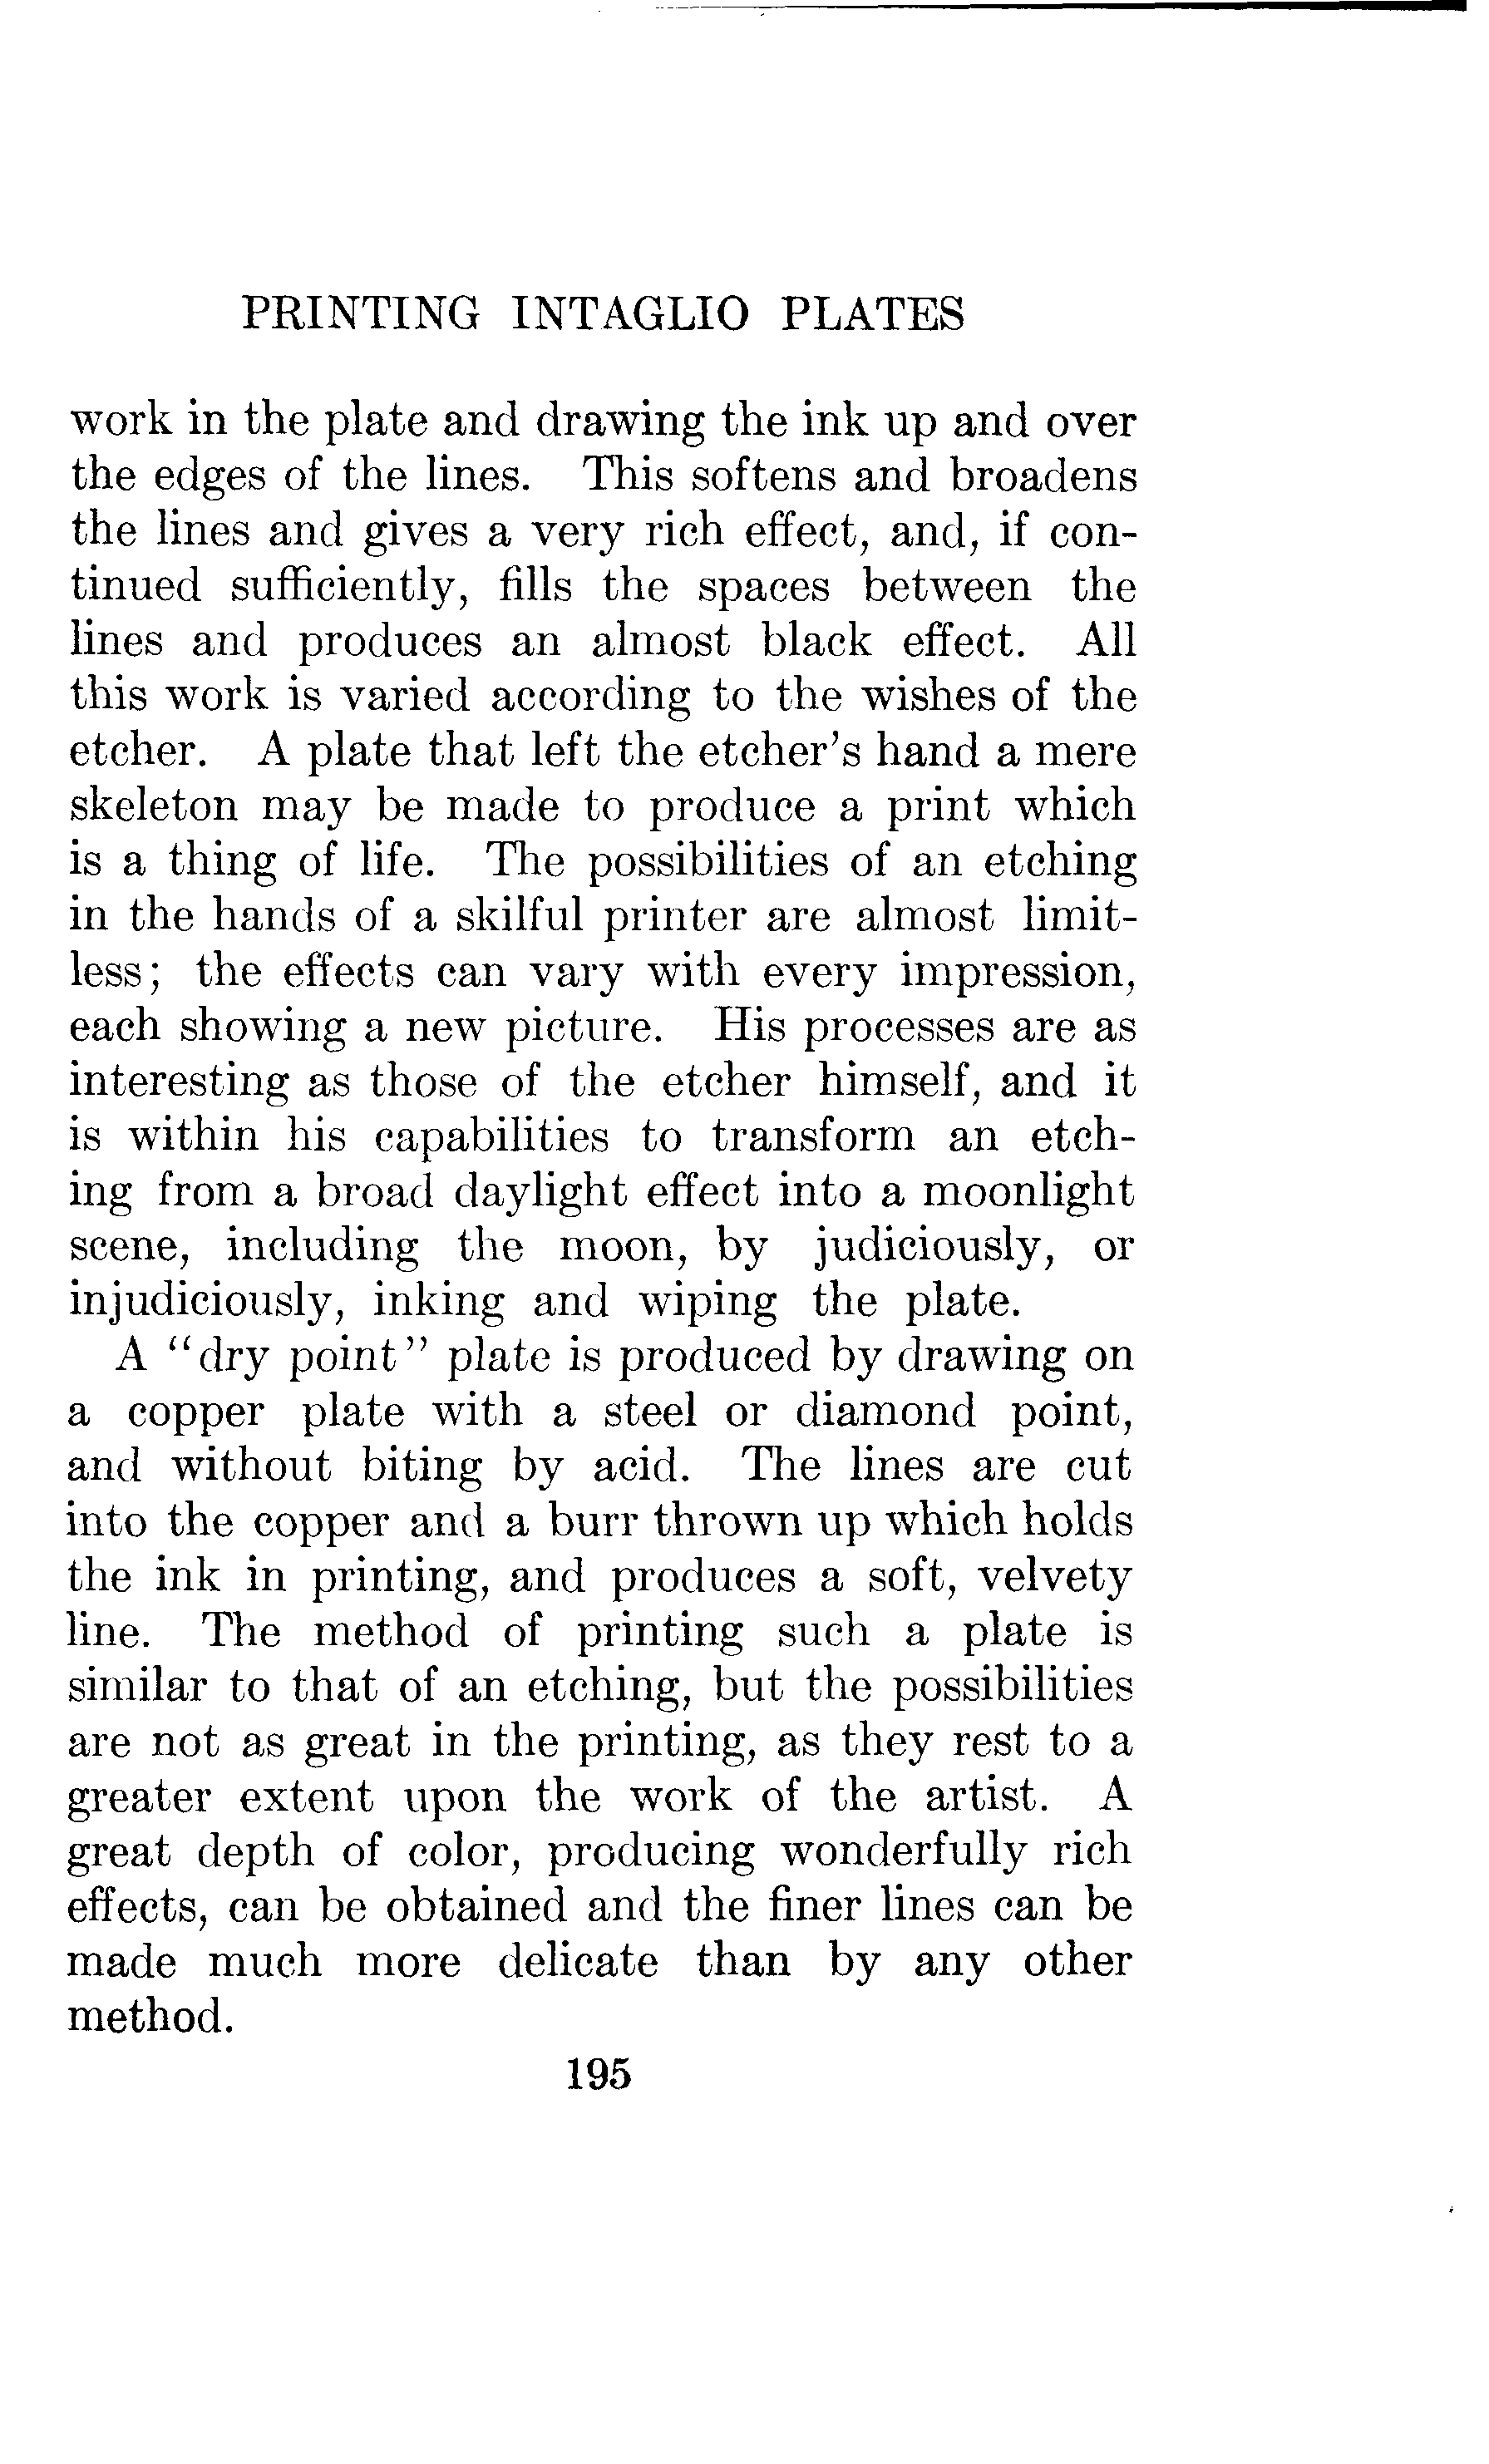 PRINTING INTAGLIO PLATES
work in the plate and drawing the ink up and over
the edges of the lines. This softens and broadens
the lines and gives a very rich effect, and, if con-
tinued sufficiently, fills the spaces between the
lines and produces an almost black effect. All
this work is varied according to the wishes of the
etcher. A plate that left the etcher's hand a mere
skeleton may be made to produce a print which
is a thing of life. The possibilities of an etching
in the hands of a skilful printer are almost limit-
less; the effects can vary with every impression,
each showing a new picture. His processes are as
interesting as those of the etcher himself, and it
is within his capabilities to transform an etch-
ing from a broad daylight effect into a moonlight
scene, including the moon, by judiciously, or
injudiciously, inking and wiping the plate.
A "dry point" plate is produced by drawing on
a copper plate with a steel or diamond point,
and without biting by acid. The lines are cut
into the copper and a burr thrown up which holds
the ink in printing, and produces a soft, velvety
line. The method of printing such a plate is
similar to that of an etching, but the possibilities
are not as great in the printing, as they rest to a
greater extent upon the work of the artist. A
great depth of color, producing wonderfully rich
effects, can be obtained and the finer lines can be
made much more delicate than by any other
method.
195